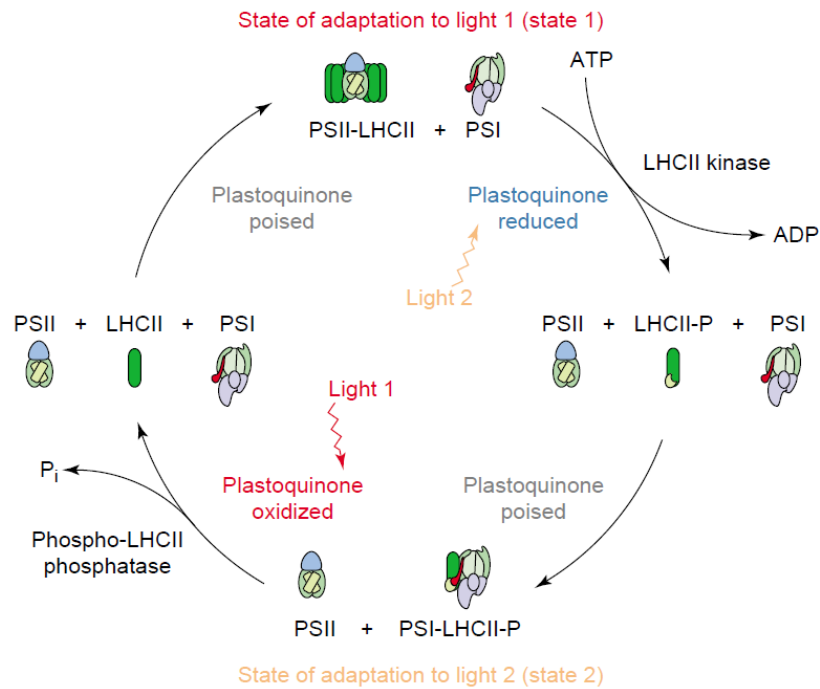 State of adaptation to light 1 (state 1)
ATP
PSII-LHCII + PSI
LHCII kinase
Plastoquinone
poised
Plastoquinone
reduced
ADP
Light 2
PSII + LHCII + PSI
PSII + LHCII-P + PSI
Light 1
Pi
Plastoquinone
oxidized
Plastoquinone
poised
Phospho-LHCII
phosphatase
PSII + PSI-LHCII-P
State of adaptation to light 2 (state 2)